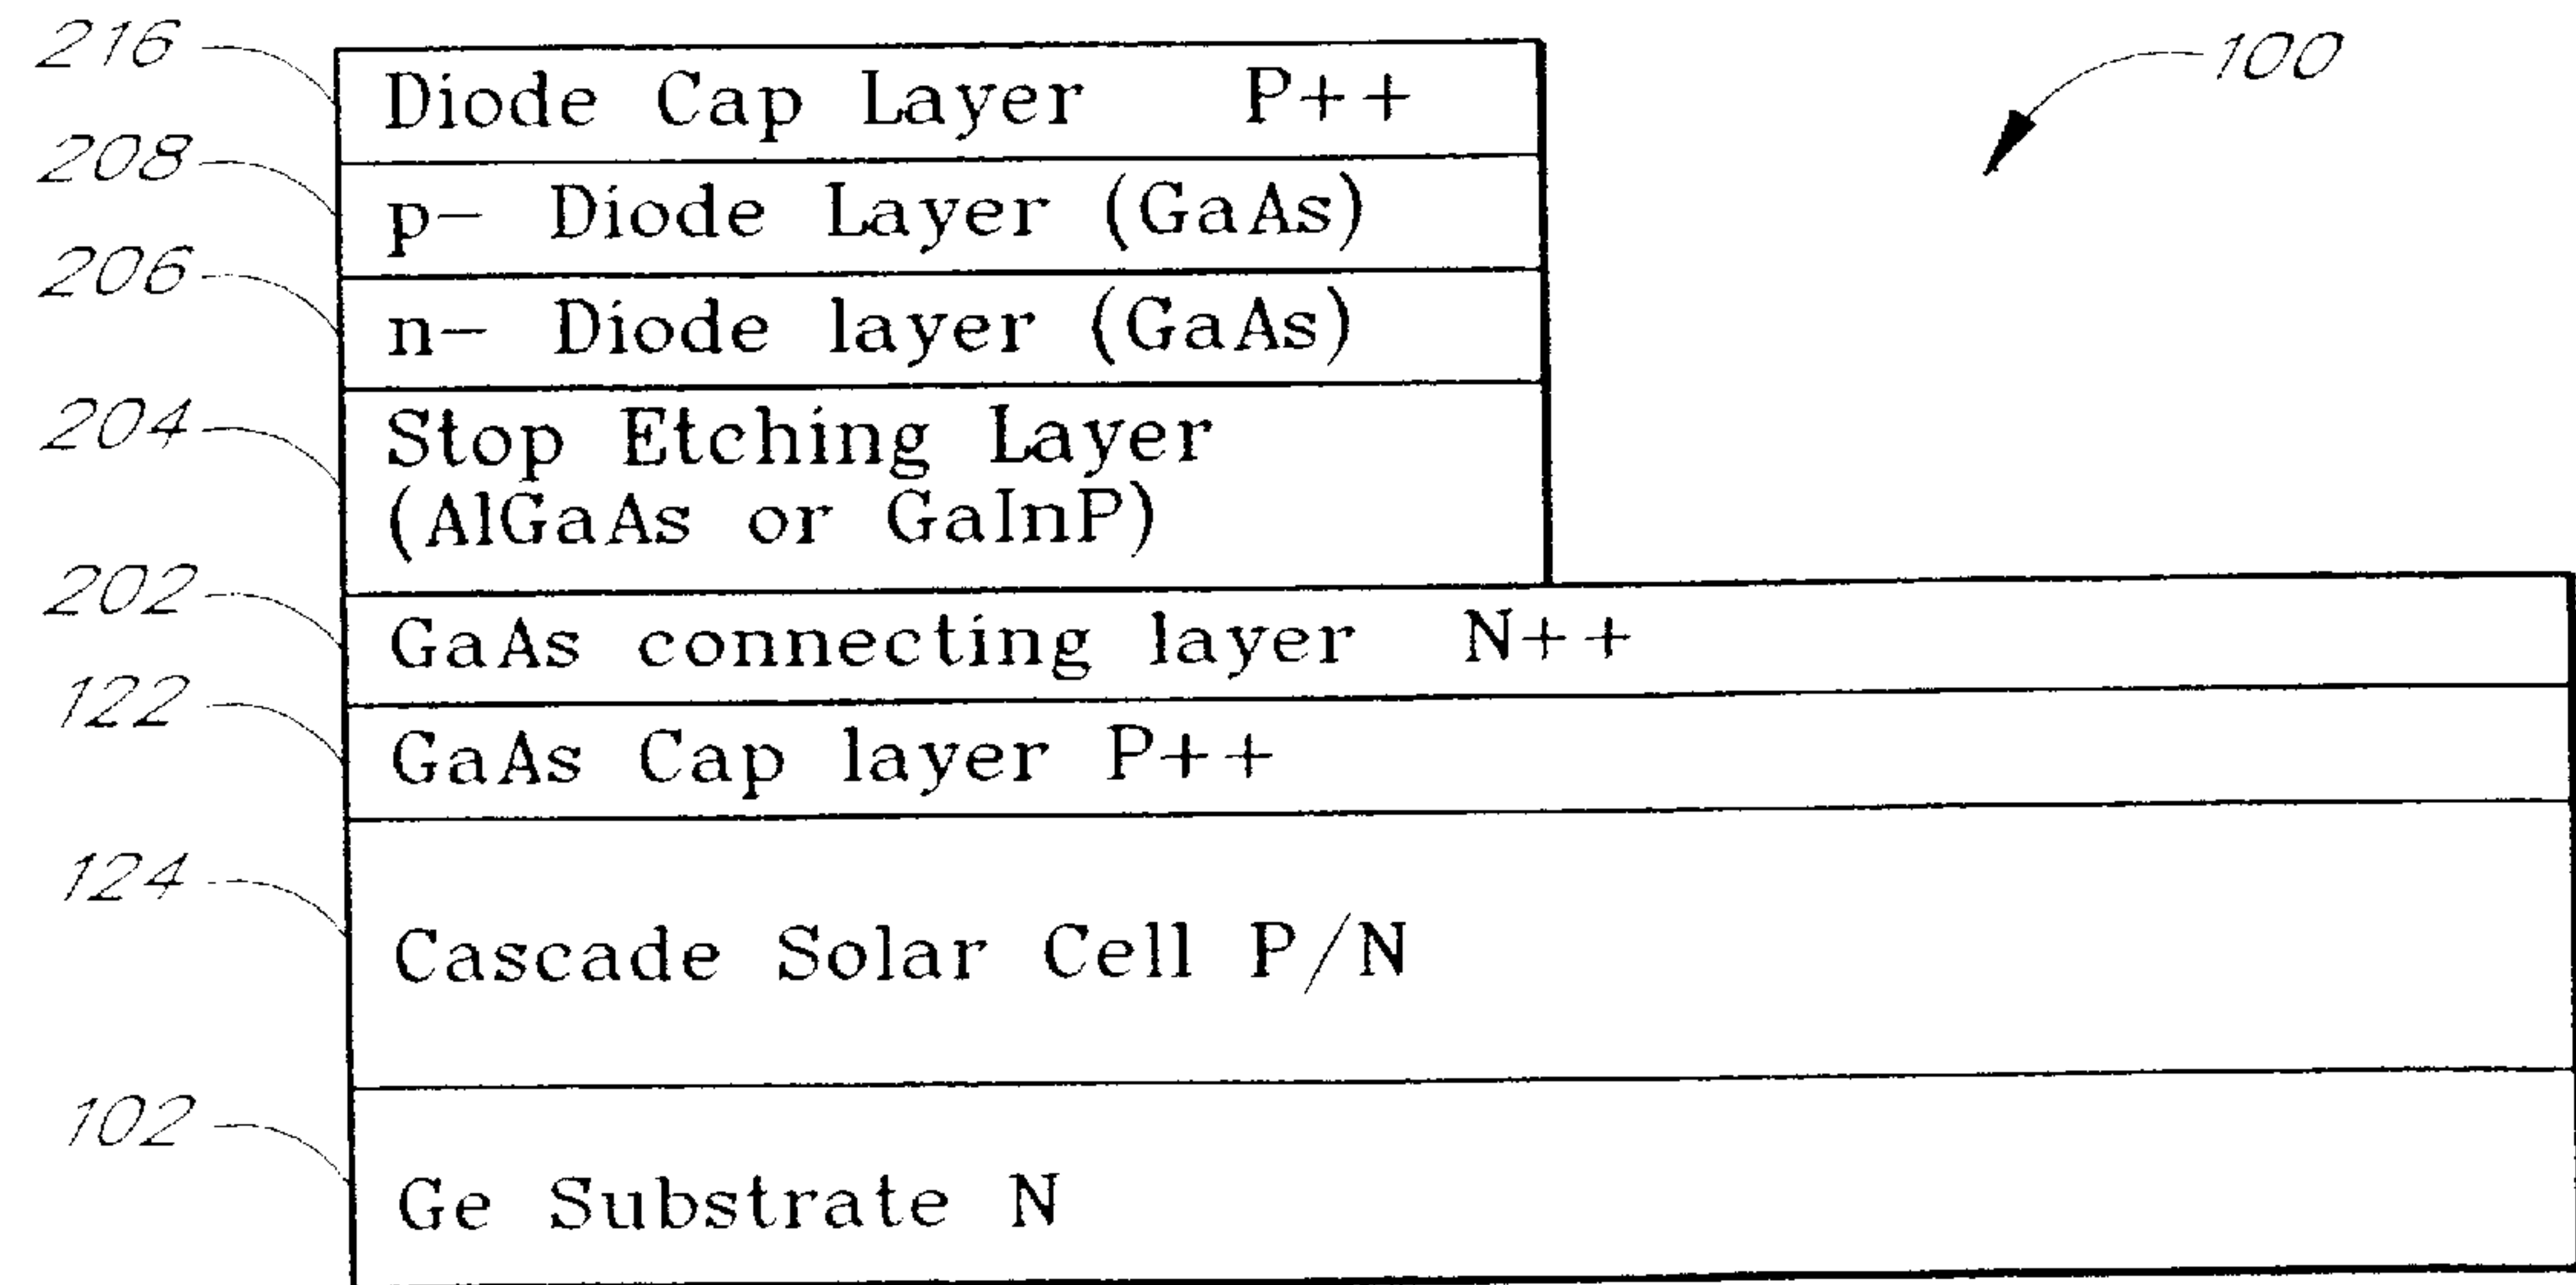 216
Diode Cap Layer P++
100
208
p- Diode Layer (GaAs)
206
n- Diode layer (GaAs)
204
Stop Etching Layer
(AlGaAs or GaInP)
202
GaAs connecting layer N++
122
GaAs Cap layer P++
124
Cascade Solar Cell P/N
102
Ge Substrate N